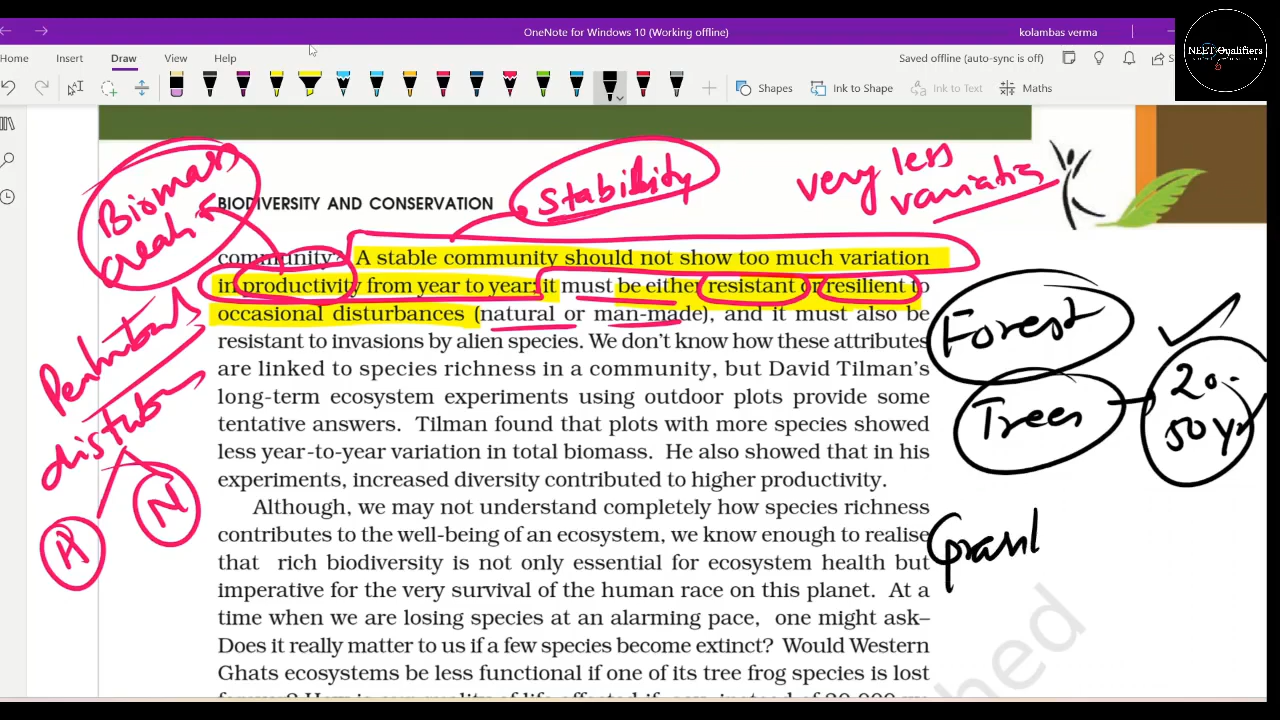 OneNote for Windows 10 (Working offline)
kolambas verma
NEET Qualifiers
Home Insert Draw View Help
Saved offline (auto-sync is off)
Shapes Ink to Shape Ink to Text Maths
Biomass
Creatn
Stability
very less
variation
BIODIVERSITY AND CONSERVATION
community? A stable community should not show too much variation
in productivity from year to year; it must be either resistant or resilient to
occasional disturbances (natural or man-made), and it must also be
resistant to invasions by alien species. We don't know how these attributes
are linked to species richness in a community, but David Tilman's
long-term ecosystem experiments using outdoor plots provide some
tentative answers. Tilman found that plots with more species showed
less year-to-year variation in total biomass. He also showed that in his
experiments, increased diversity contributed to higher productivity.
Although, we may not understand completely how species richness
contributes to the well-being of an ecosystem, we know enough to realise
that rich biodiversity is not only essential for ecosystem health but
imperative for the very survival of the human race on this planet. At a
time when we are losing species at an alarming pace, one might ask–
Does it really matter to us if a few species become extinct? Would Western
Ghats ecosystems be less functional if one of its tree frog species is lost
N
Forest
Trees
20-
50 yr
Grassl
hed